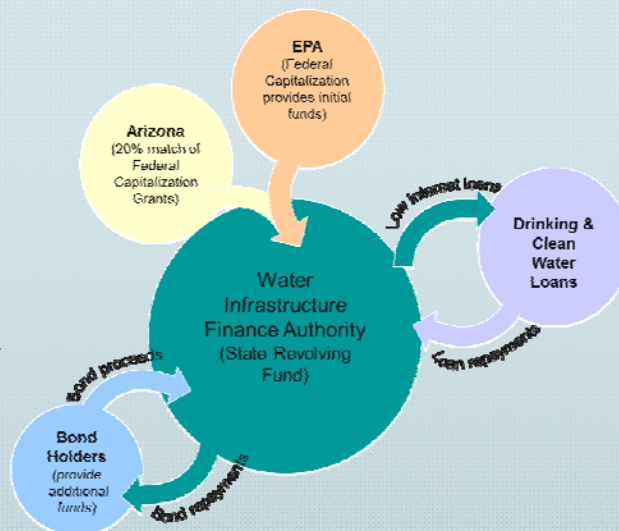 EPA
(Federal
Capitalization
provides initial
funds)
Arizona
(20% match of
Federal
Capitalization
Grants)
Low interest loans
Drinking &
Clean
Water
Loans
Water
Infrastructure
Finance Authority
(State Revolving
Fund)
Loan repayments
Bond proceeds
Bond
Holders
(provide
additional
funds)
Bond repayments